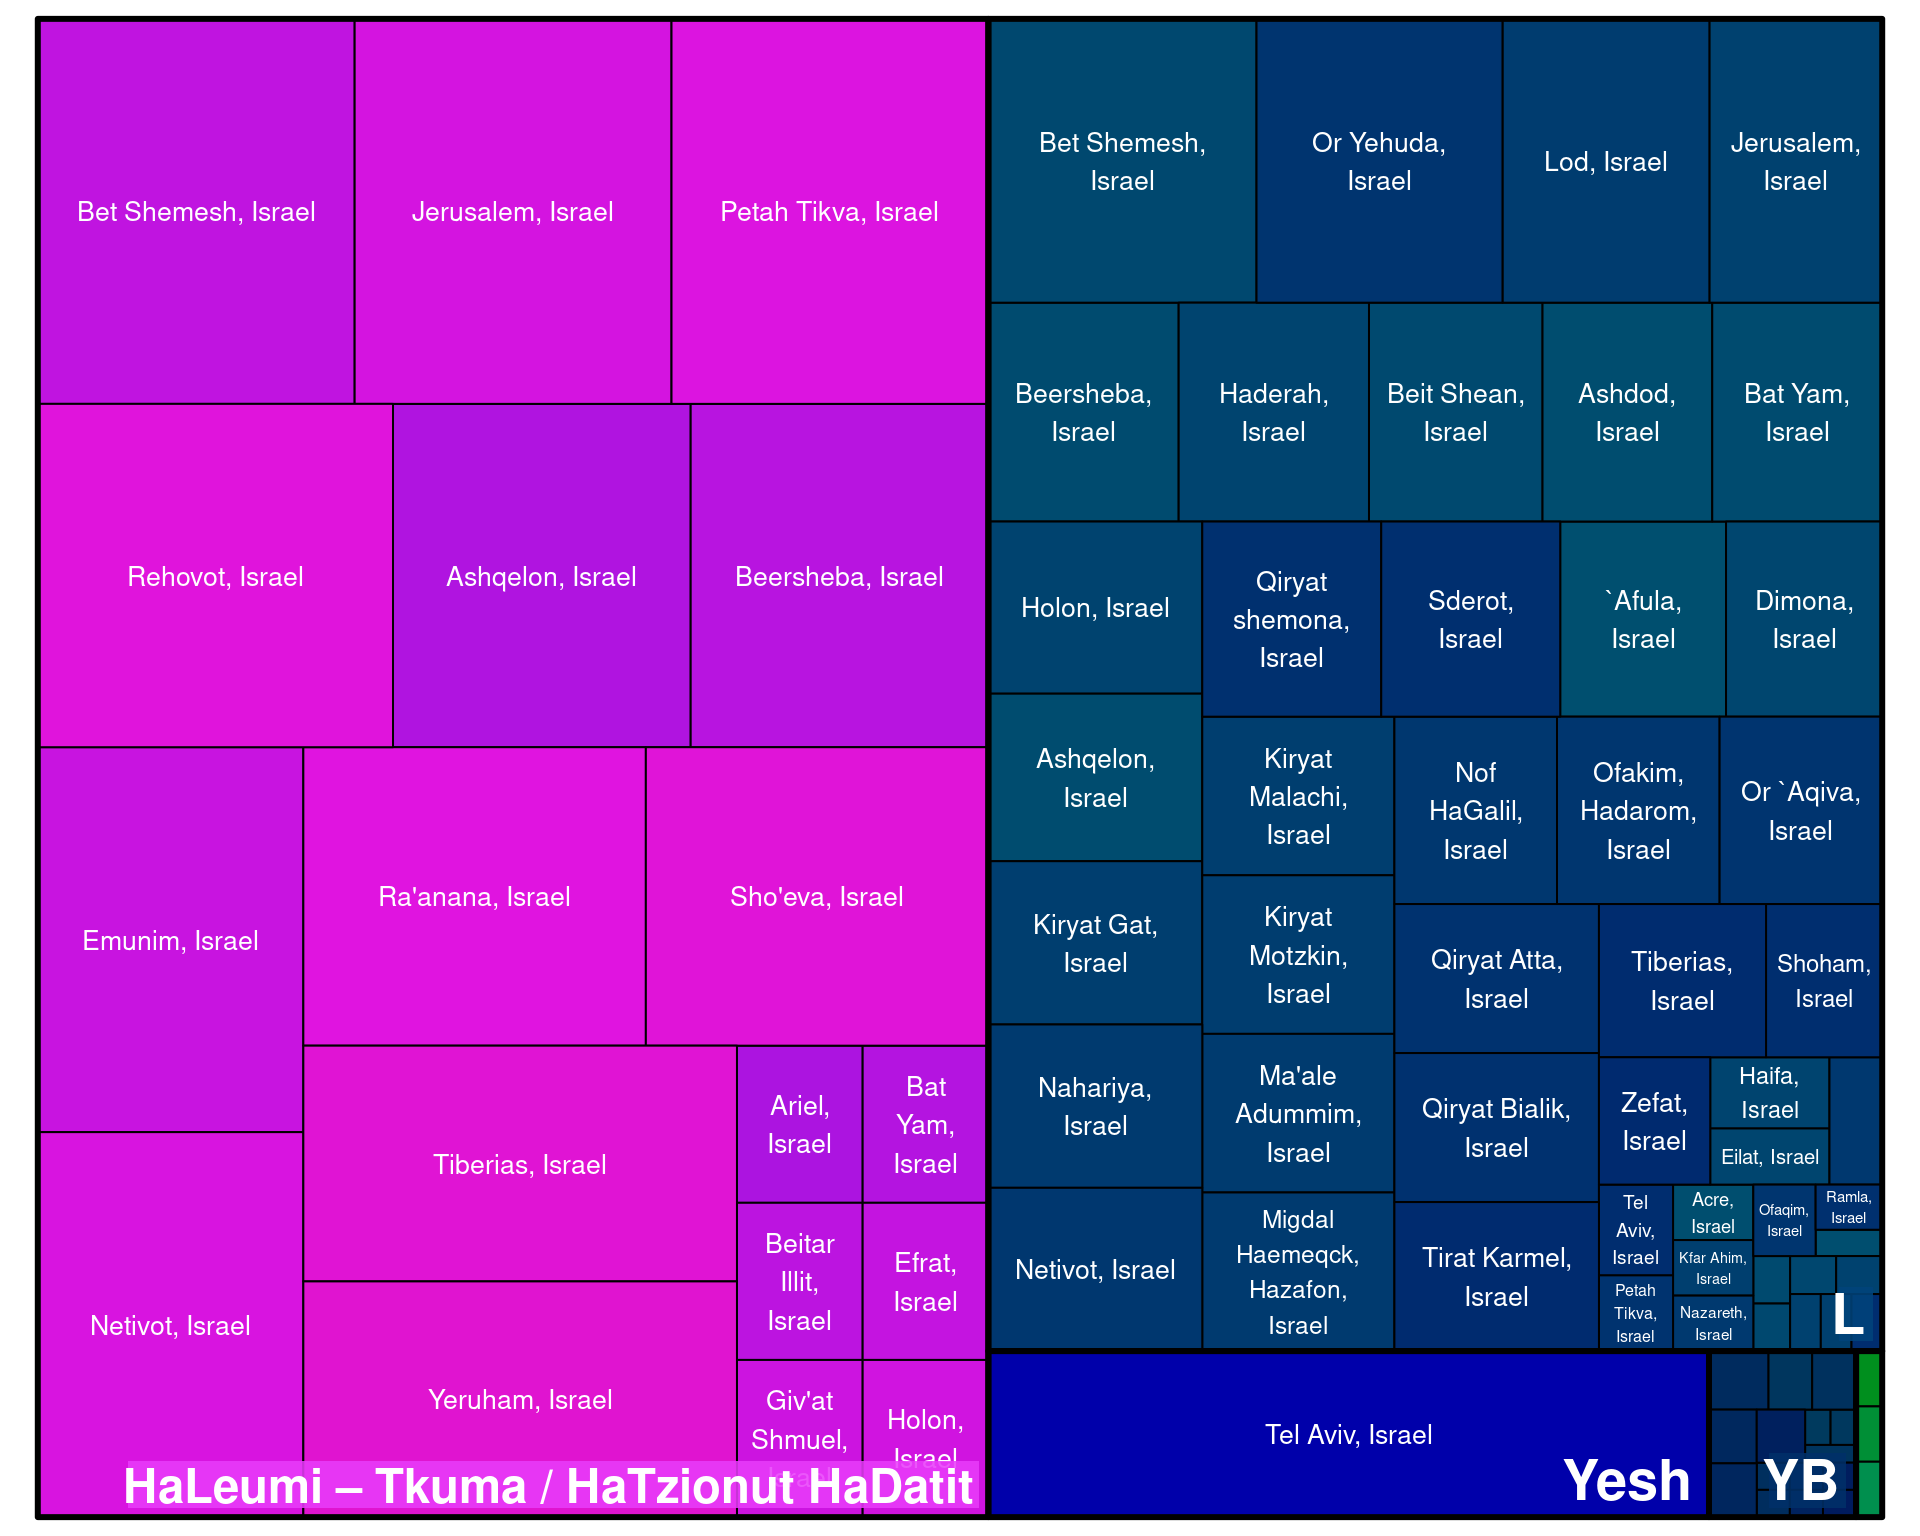 Bet Shemesh, Israel
Jerusalem, Israel
Petah Tikva, Israel
Rehovot, Israel
Ashqelon, Israel
Beersheba, Israel
Emunim, Israel
Ra'anana, Israel
Sho'eva, Israel
Netivot, Israel
Tiberias, Israel
Yeruham, Israel
Ariel,
Israel
Bat
Yam,
Israel
Beitar
Illit,
Israel
Efrat,
Israel
Giv'at
Shmuel,
Israel
Holon,
Israel
HaLeumi – Tkuma / HaTzionut HaDatit
Bet Shemesh,
Israel
Or Yehuda,
Israel
Lod, Israel
Jerusalem,
Israel
Beersheba,
Israel
Haderah,
Israel
Beit Shean,
Israel
Ashdod,
Israel
Bat Yam,
Israel
Holon, Israel
Qiryat
shemona,
Israel
Sderot,
Israel
`Afula,
Israel
Dimona,
Israel
Ashqelon,
Israel
Kiryat
Malachi,
Israel
Nof
HaGalil,
Israel
Ofakim,
Hadarom,
Israel
Or `Aqiva,
Israel
Kiryat Gat,
Israel
Kiryat
Motzkin,
Israel
Qiryat Atta,
Israel
Tiberias,
Israel
Shoham,
Israel
Nahariya,
Israel
Ma'ale
Adummim,
Israel
Qiryat Bialik,
Israel
Zefat,
Israel
Haifa,
Israel
Eilat, Israel
Netivot, Israel
Migdal
Haemeqck,
Hazafon,
Israel
Tirat Karmel,
Israel
Tel
Aviv,
Israel
Petah
Tikva,
Israel
Acre,
Israel
Kfar Ahim,
Israel
Nazareth,
Israel
Ofaqim,
Israel
Ramla,
Israel
L
Tel Aviv, Israel
Yesh
YB